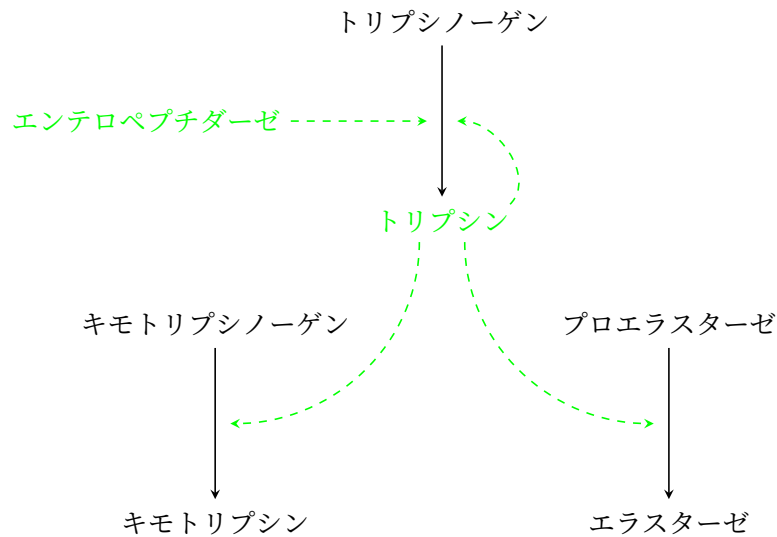 トリプシノーゲン
エンテロペプチダーゼ
トリプシン
キモトリプシノーゲン
プロエラスターゼ
キモトリプシン
エラスターゼ